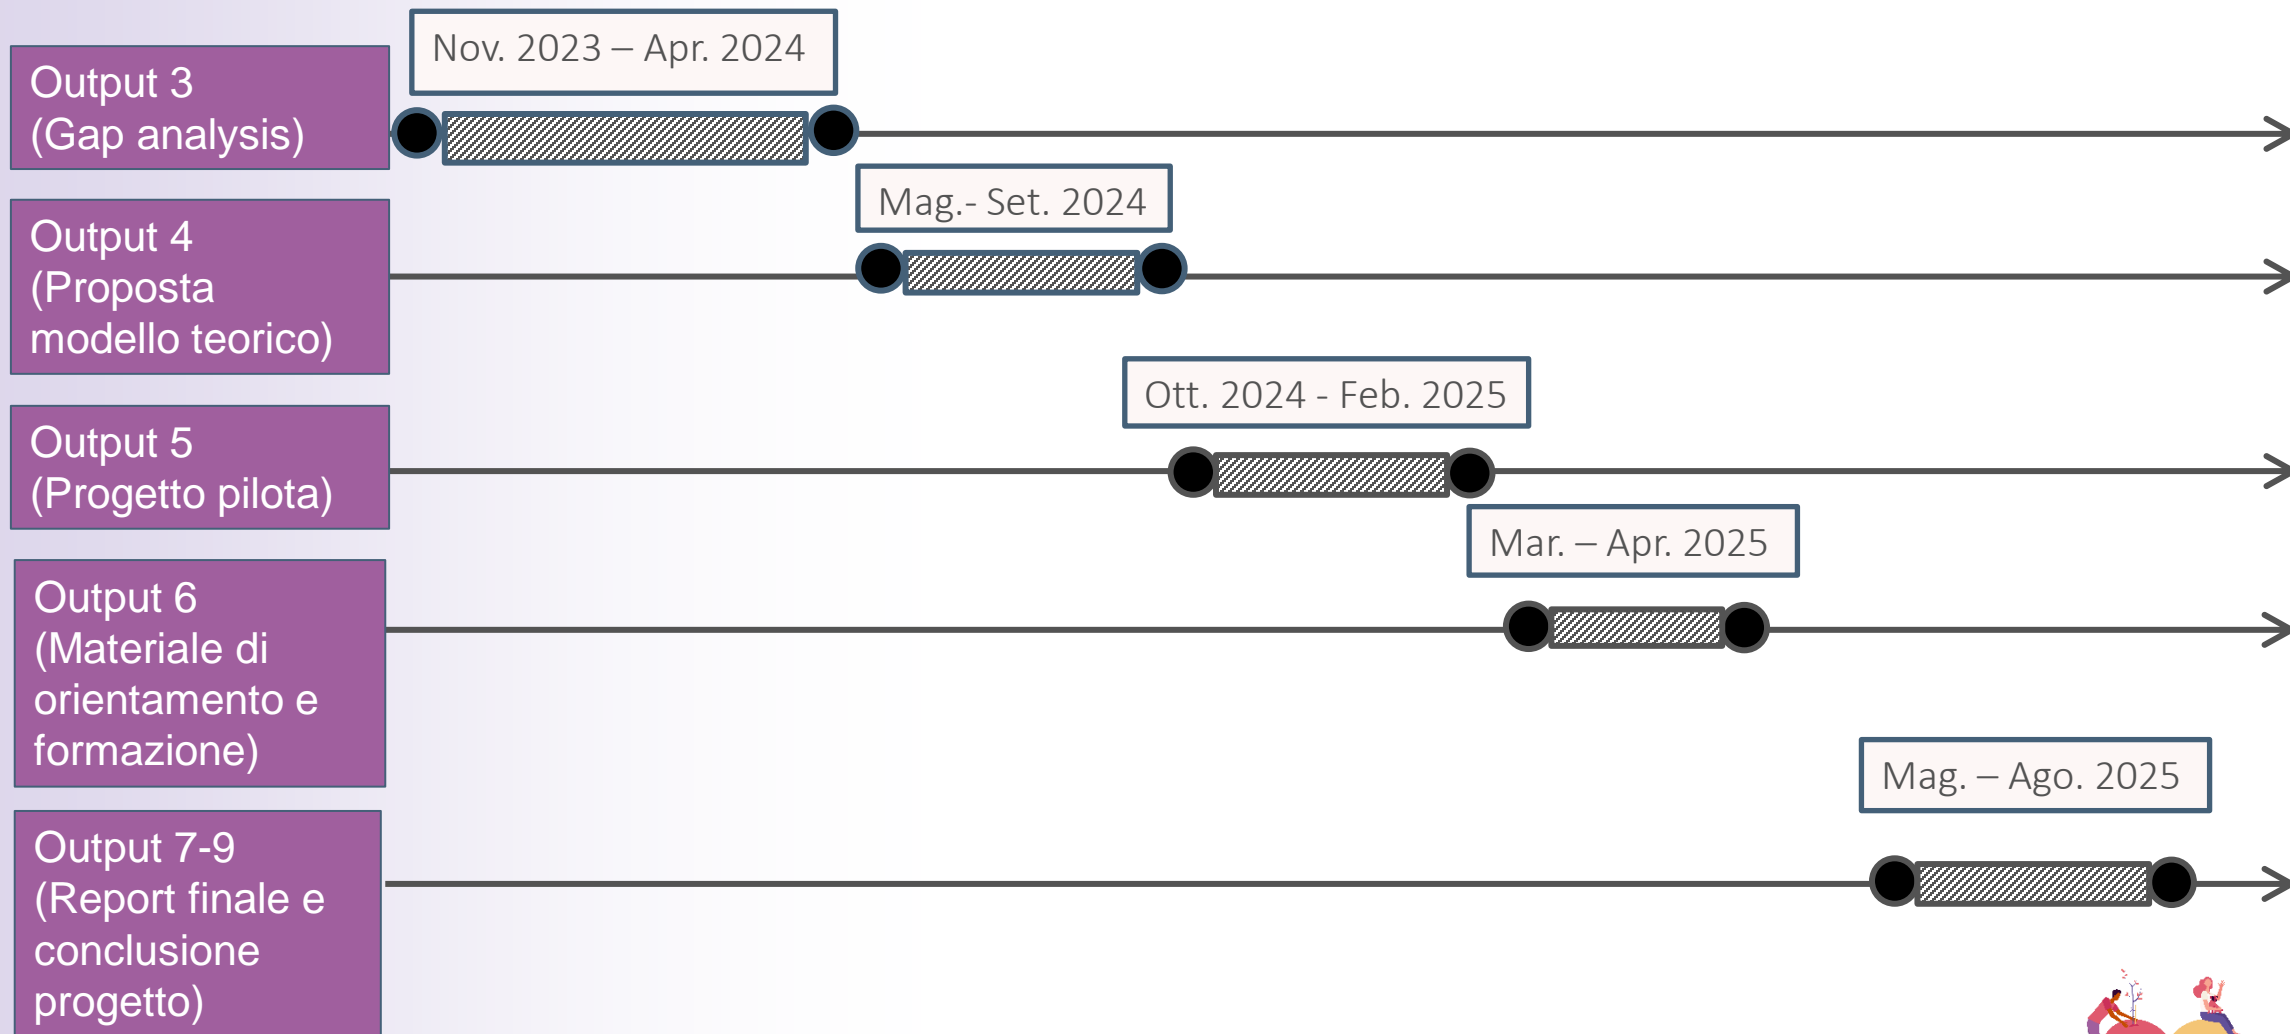 Nov. 2023 – Apr. 2024
Output 3
(Gap analysis)
Mag.- Set. 2024
Output 4
(Proposta
modello teorico)
Ott. 2024 - Feb. 2025
Output 5
(Progetto pilota)
Mar. – Apr. 2025
Output 6
(Materiale di
orientamento e
formazione)
Mag. – Ago. 2025
Output 7-9
(Report finale e
conclusione
progetto)